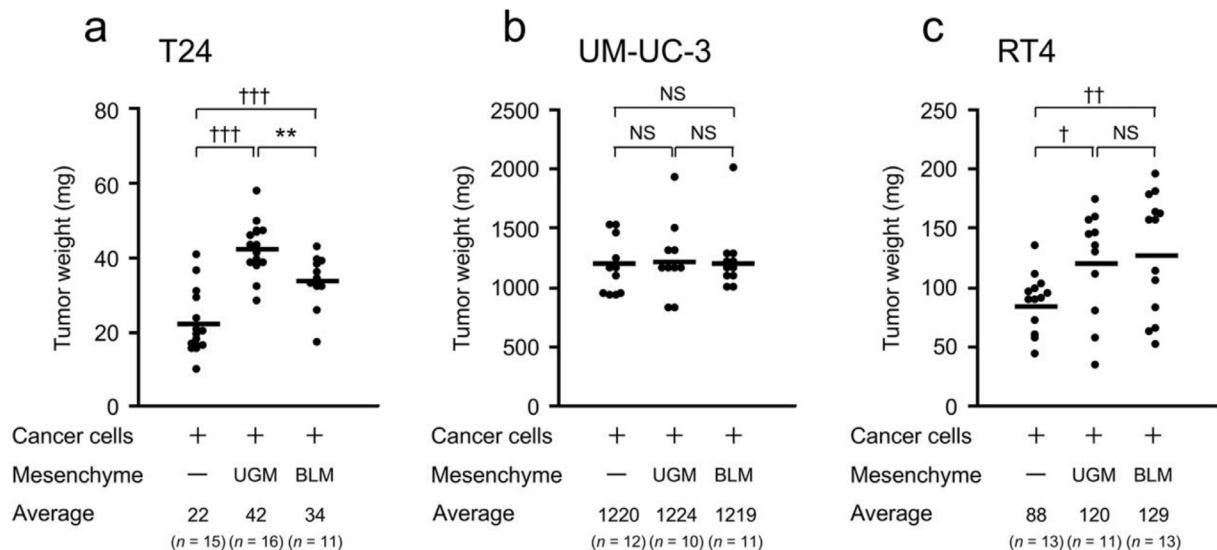 a
T24
Tumor weight (mg)
80
60
40
20
0
†††
†††
**
b
UM-UC-3
Tumor weight (mg)
2500
2000
1500
1000
500
0
NS
NS
NS
c
RT4
Tumor weight (mg)
250
200
150
100
50
0
††
†
NS
Cancer cells + + +
Mesenchyme — UGM BLM
Average 22 42 34
(n = 15) (n = 16) (n = 11)
Cancer cells + + +
Mesenchyme — UGM BLM
Average 1220 1224 1219
(n = 12) (n = 10) (n = 11)
Cancer cells + + +
Mesenchyme — UGM BLM
Average 88 120 129
(n = 13) (n = 11) (n = 13)